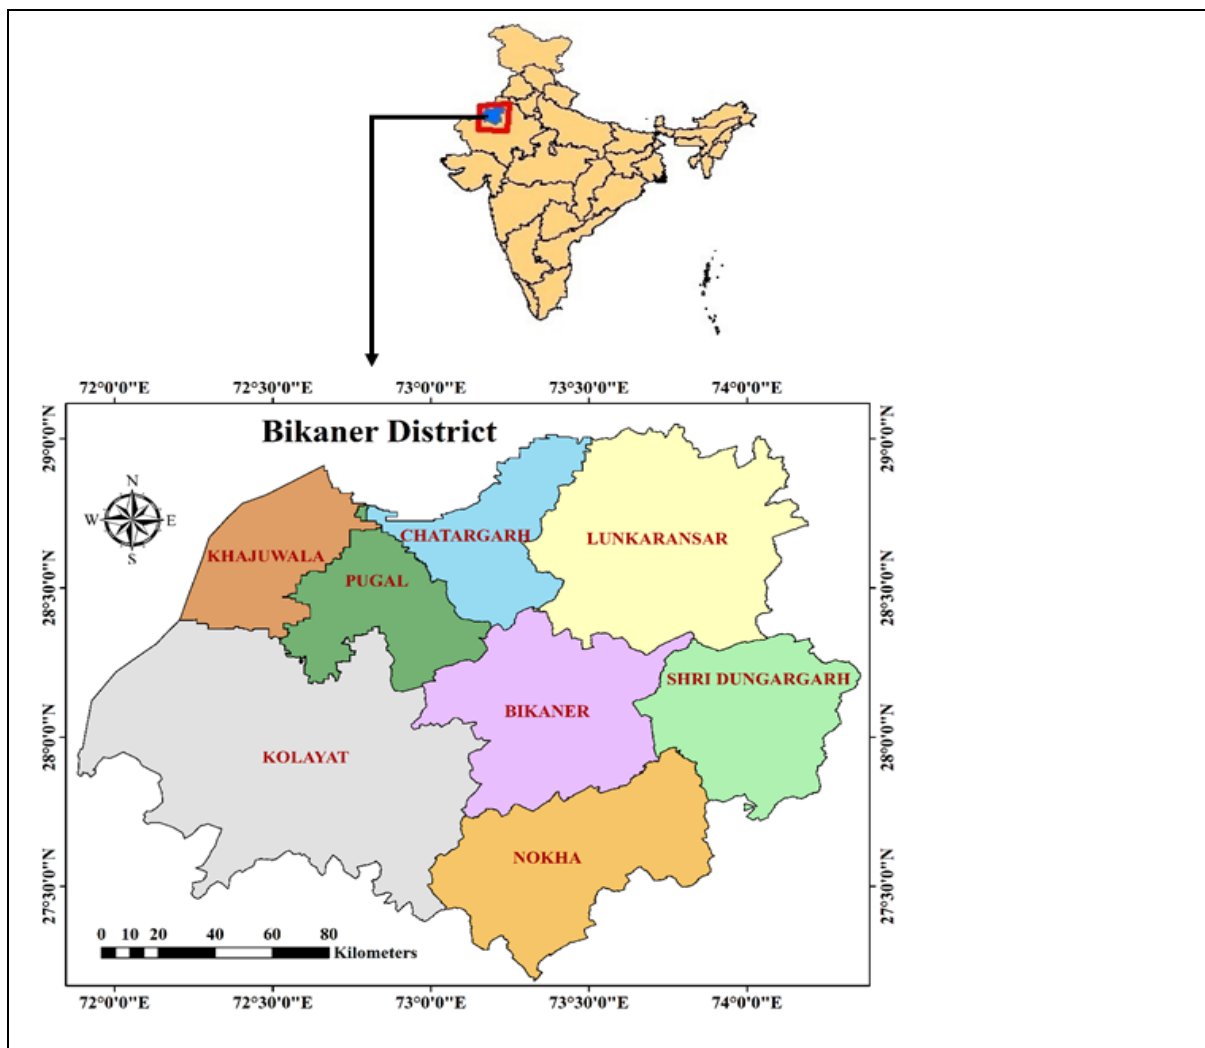 72°0'0"E 72°30'0"E 73°0'0"E 73°30'0"E 74°0'0"E
Bikaner District
29°0'0"N
29°0'0"N
N
W E
S
CHATARGARH
LUNKARANSAR
KHAJUWALA
PUGAL
28°30'0"N
28°30'0"N
SHRI DUNGARGARH
BIKANER
28°0'0"N
28°0'0"N
KOLAYAT
NOKHA
27°30'0"N
27°30'0"N
0 10 20 40 60 80
Kilometers
72°0'0"E 72°30'0"E 73°0'0"E 73°30'0"E 74°0'0"E